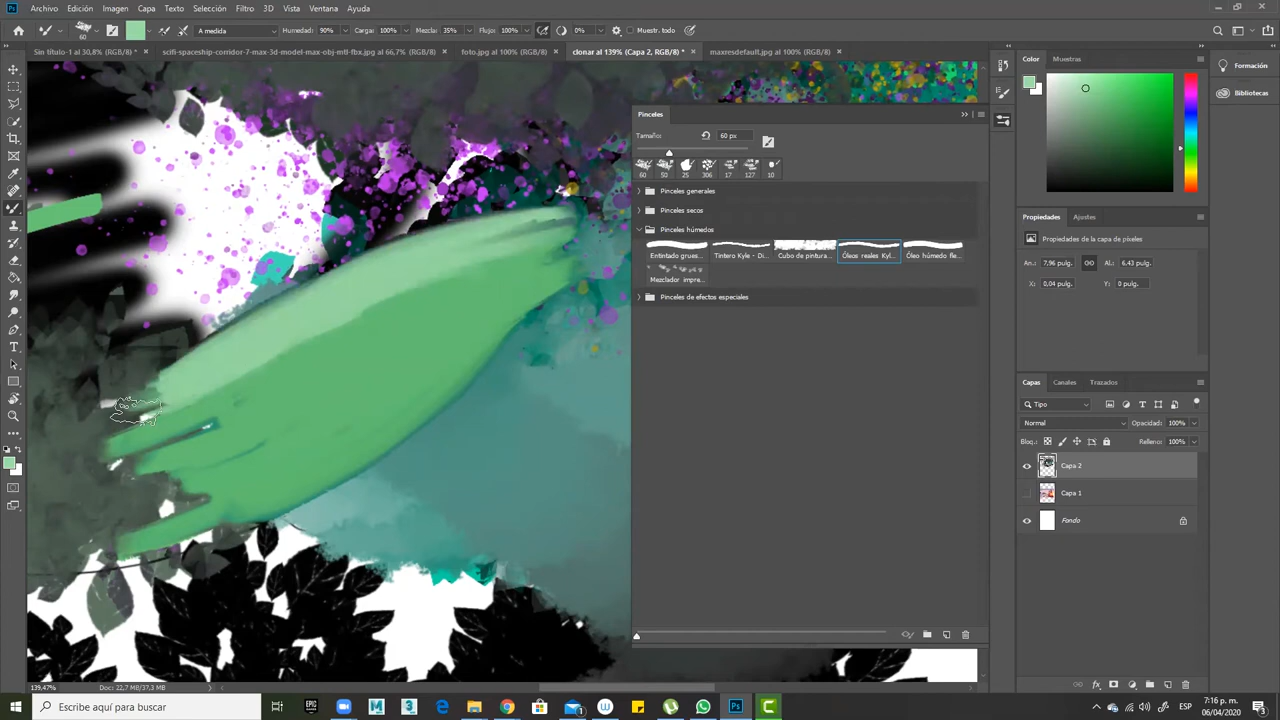 Archivo Edición Imagen Capa Texto Selección Filtro 3D Vista Ventana Ayuda
60 A medida Humedad: 90% Cargar: 100% Mezclar: 35% Flujo: 100% 0% Muestr. todo
Sin título-1 al 30,8% (RGB/8) * × scifi-spaceship-corridor-7-max-3d-model-max-obj-mtl-fbx.jpg al 66,7% (RGB/8) × foto.jpg al 100% (RGB/8) × clonar al 139% (Capa 2, RGB/8) * × maxresdefault.jpg al 100% (RGB/8) ×
Pinceles
Tamaño: 60 px
60 50 25 306 17 127 10
Pinceles generales
Pinceles secos
Pinceles húmedos
Entintado grues... Tintero Kyle - Di... Cubo de pintura... Óleos reales Kyl... Óleo húmedo fle...
Mezclador impre...
Pinceles de efectos especiales
Color Muestras
Formación
Bibliotecas
Propiedades Ajustes
Propiedades de la capa de píxeles
An.: 7,96 pulg. Al.: 6,43 pulg.
X: 0,04 pulg. Y: 0 pulg.
Capas Canales Trazados
Tipo
Normal Opacidad: 100%
Bloq.: Relleno: 100%
Capa 2
Capa 1
Fondo
139,47% Doc: 22,7 MB/37,3 MB
Escribe aquí para buscar
ESP
7:16 p. m.
06/04/2020